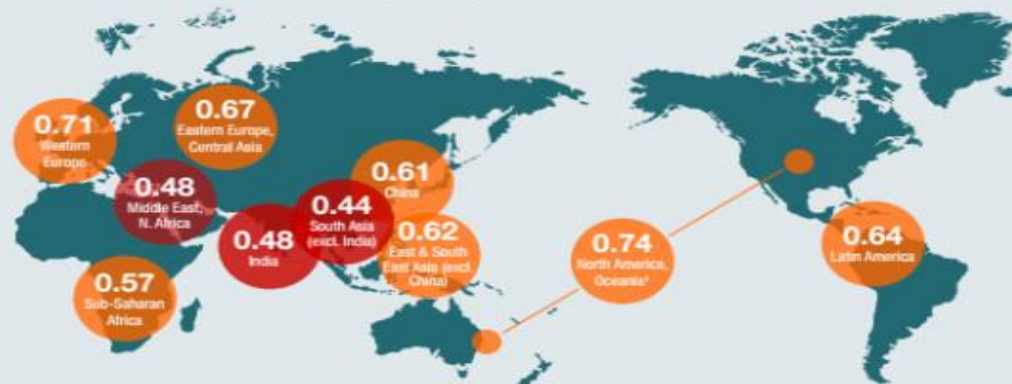 0.71
Western
Europe
0.67
Eastern Europe,
Central Asia
0.48
Middle East,
N. Africa
0.61
China
0.44
South Asia
(excl. India)
0.48
India
0.62
East & South
East Asia (excl
China)
0.57
Sub-Saharan
Africa
0.74
North America,
Oceania
0.64
Latin America